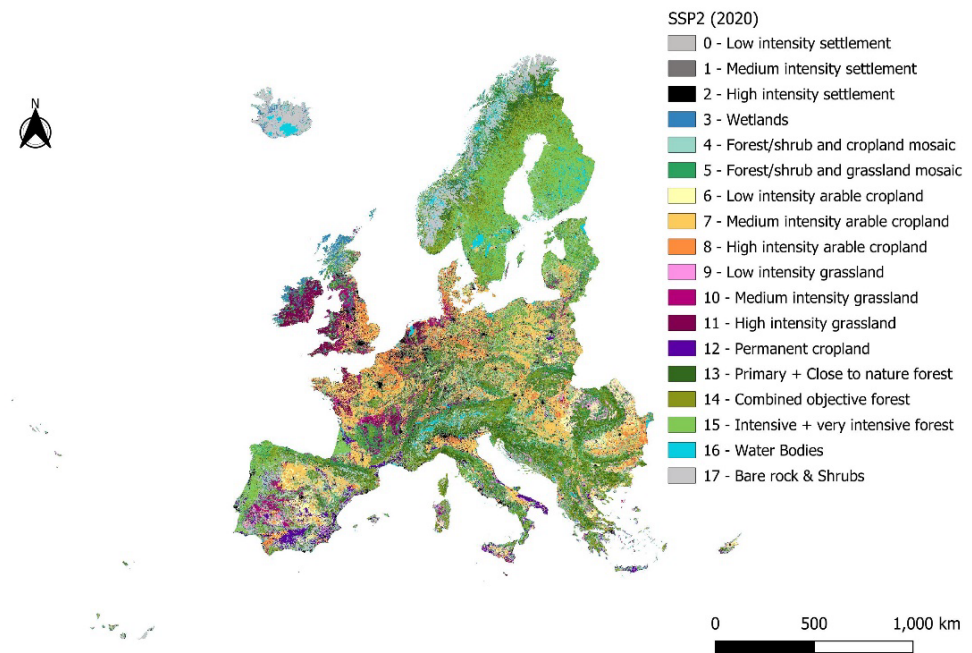 SSP2 (2020)
0 - Low intensity settlement
1 - Medium intensity settlement
2 - High intensity settlement
3 - Wetlands
4 - Forest/shrub and cropland mosaic
5 - Forest/shrub and grassland mosaic
6 - Low intensity arable cropland
7 - Medium intensity arable cropland
8 - High intensity arable cropland
9 - Low intensity grassland
10 - Medium intensity grassland
11 - High intensity grassland
12 - Permanent cropland
13 - Primary + Close to nature forest
14 - Combined objective forest
15 - Intensive + very intensive forest
16 - Water Bodies
17 - Bare rock & Shrubs
N
0 500 1,000 km